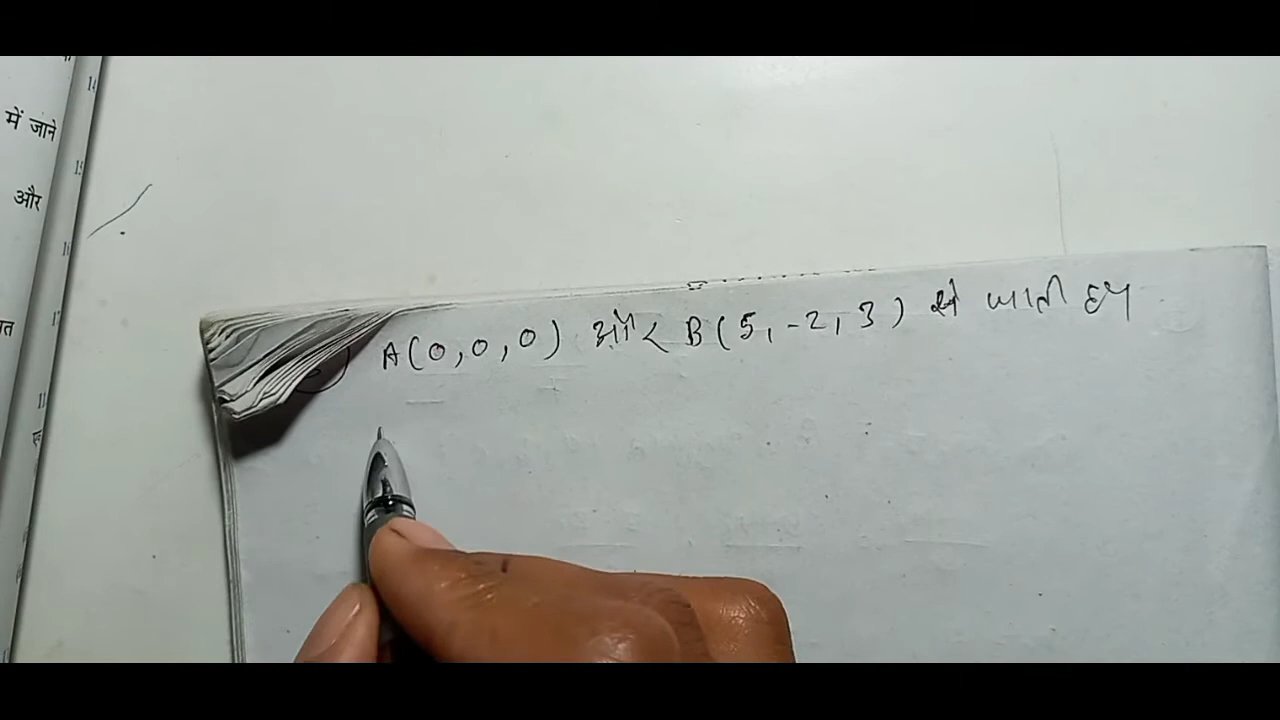 में जाने
और
A(0,0,0) और B(5,-2,3) से जाती हुए